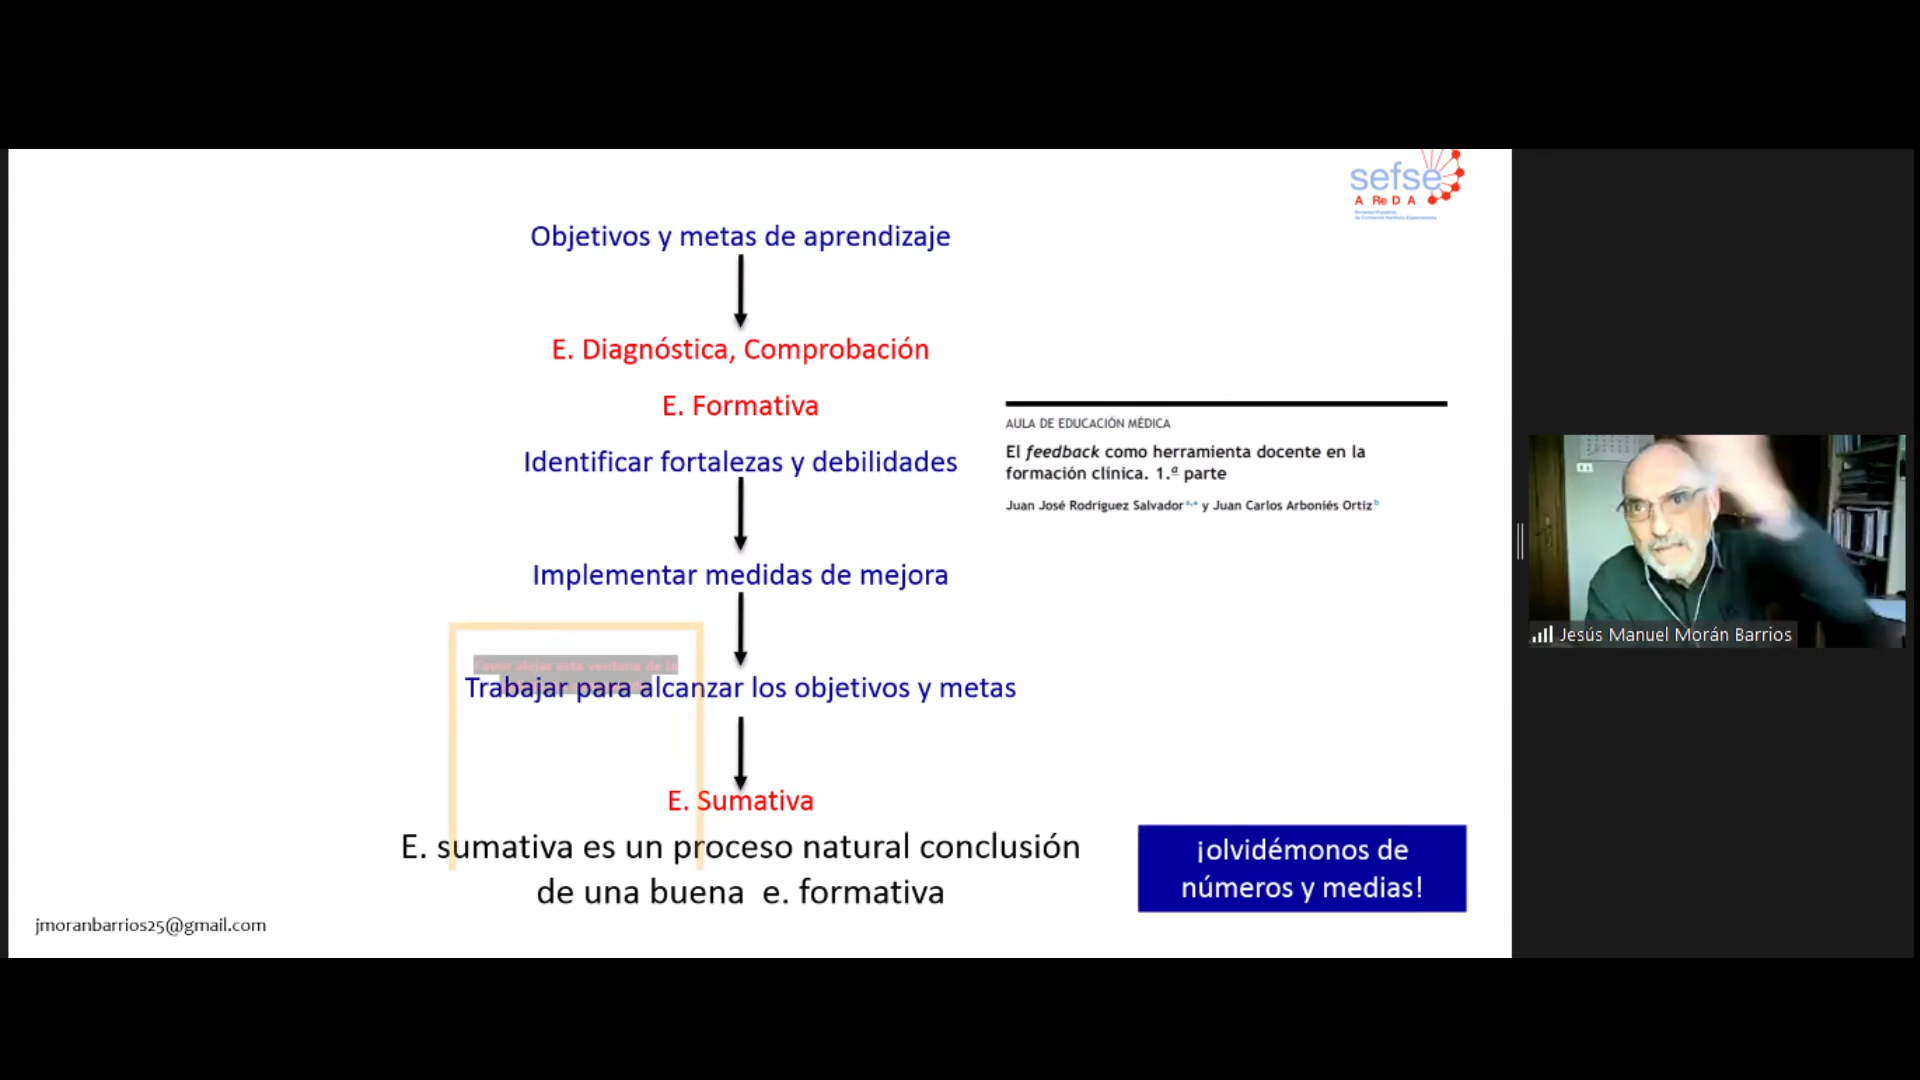 sefse
A ReDA
Objetivos y metas de aprendizaje
E. Diagnóstica, Comprobación
E. Formativa
Identificar fortalezas y debilidades
Implementar medidas de mejora
Trabajar para alcanzar los objetivos y metas
E. Sumativa
E. sumativa es un proceso natural conclusión
de una buena e. formativa
AULA DE EDUCACIÓN MÉDICA
El feedback como herramienta docente en la
formación clínica. 1.ª parte
Juan José Rodríguez Salvador a,* y Juan Carlos Arboniés Ortiz b
¡olvidémonos de
números y medias!
jmoranbarrios25@gmail.com
Jesús Manuel Morán Barrios